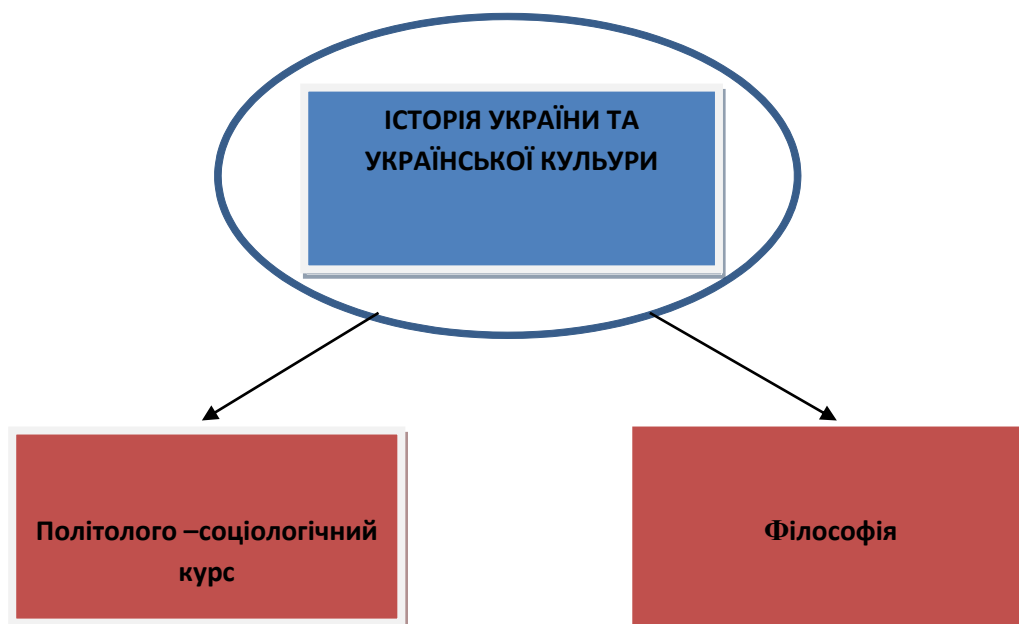 ІСТОРІЯ УКРАЇНИ ТА
УКРАЇНСЬКОЇ КУЛЬУРИ
Політолого –соціологічний
курс
Філософія